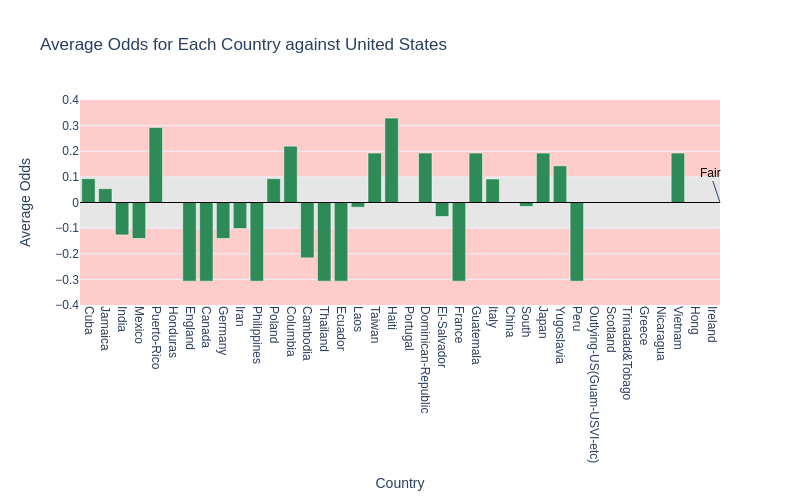 Average Odds for Each Country against United States
Average Odds
0.4
0.3
0.2
0.1
0
−0.1
−0.2
−0.3
−0.4
Fair
Cuba
Jamaica
India
Mexico
Puerto-Rico
Honduras
England
Canada
Germany
Iran
Philippines
Poland
Columbia
Cambodia
Thailand
Ecuador
Laos
Taiwan
Haiti
Portugal
Dominican-Republic
El-Salvador
France
Guatemala
Italy
China
South
Japan
Yugoslavia
Peru
Outlying-US(Guam-USVI-etc)
Scotland
Trinadad&Tobago
Greece
Nicaragua
Vietnam
Hong
Ireland
Country